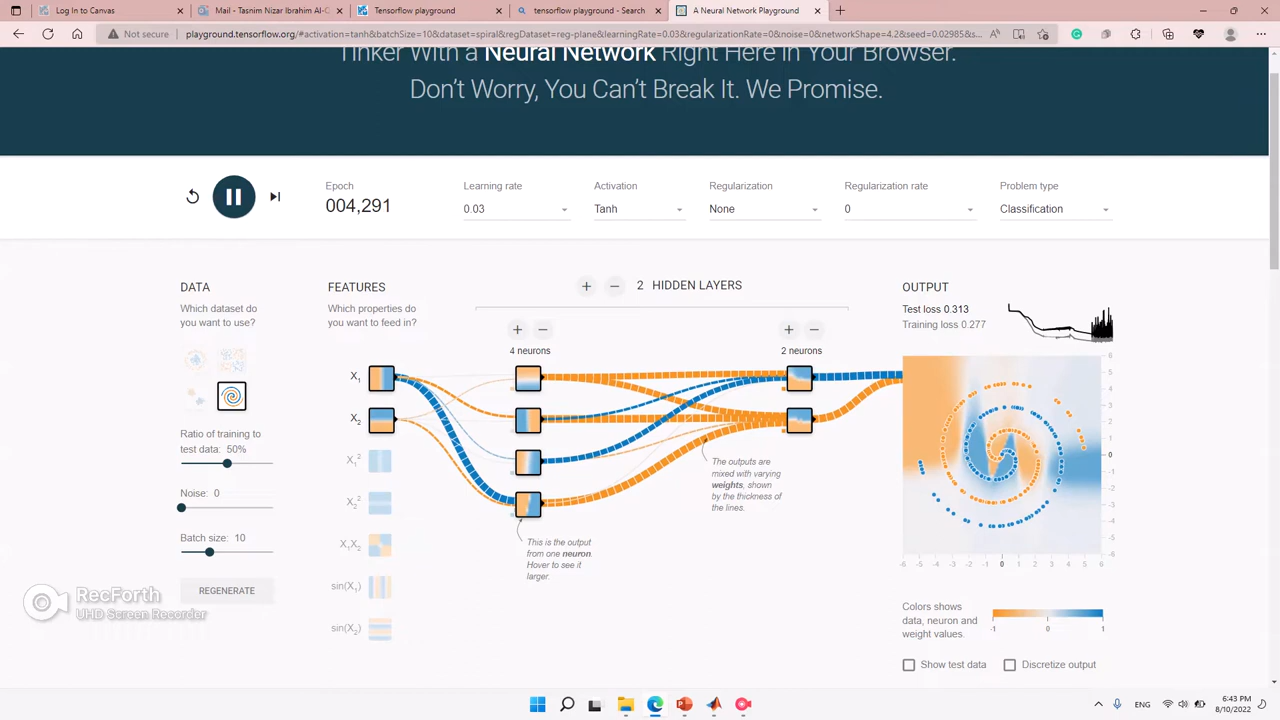 Log In to Canvas
Mail - Tasnim Nizar Ibrahim Al-C
Tensorflow playground
tensorflow playground - Search
A Neural Network Playground
Not secure
playground.tensorflow.org/#activation=tanh&batchSize=10&dataset=spiral&regDataset=reg-plane&learningRate=0.03&regularizationRate=0&noise=0&networkShape=4,2&seed=0.02985&s...
Tinker With a Neural Network Right Here in Your Browser.
Don't Worry, You Can't Break It. We Promise.
Epoch
004,291
Learning rate
0.03
Activation
Tanh
Regularization
None
Regularization rate
0
Problem type
Classification
DATA
Which dataset do
you want to use?
Ratio of training to
test data: 50%
Noise: 0
Batch size: 10
REGENERATE
FEATURES
Which properties do
you want to feed in?
X1
X2
X1²
X2²
X1X2
sin(X1)
sin(X2)
+ − 2 HIDDEN LAYERS
+ −
4 neurons
+ −
2 neurons
This is the output
from one neuron.
Hover to see it
larger.
The outputs are
mixed with varying
weights, shown
by the thickness of
the lines.
OUTPUT
Test loss 0.313
Training loss 0.277
6
5
4
3
2
1
0
-1
-2
-3
-4
-5
-6
-6 -5 -4 -3 -2 -1 0 1 2 3 4 5 6
Colors shows
data, neuron and
weight values.
-1 0 1
Show test data
Discretize output
RecForth
UHD Screen Recorder
ENG
6:43 PM
8/10/2022